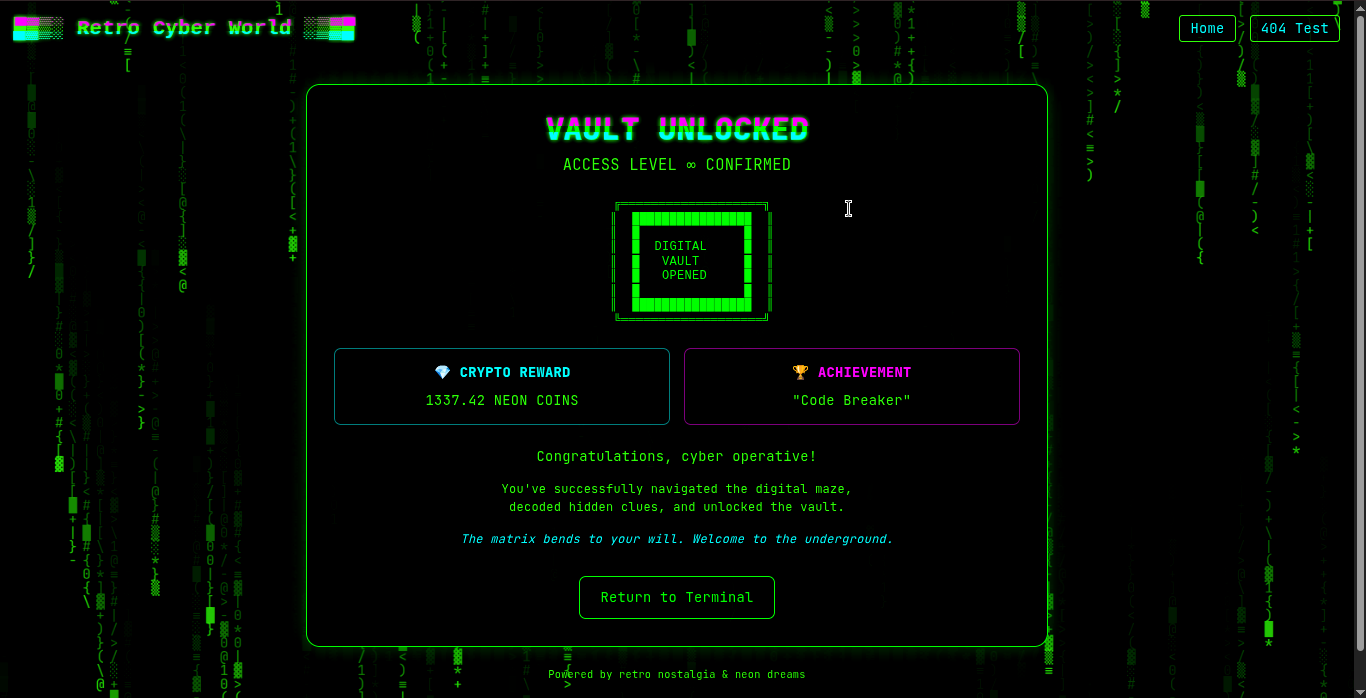 Retro Cyber World
Home
404 Test
VAULT UNLOCKED
ACCESS LEVEL ∞ CONFIRMED
DIGITAL
VAULT
OPENED
💎 CRYPTO REWARD
1337.42 NEON COINS
🏆 ACHIEVEMENT
"Code Breaker"
Congratulations, cyber operative!
You've successfully navigated the digital maze,
decoded hidden clues, and unlocked the vault.
The matrix bends to your will. Welcome to the underground.
Return to Terminal
Powered by retro nostalgia & neon dreams